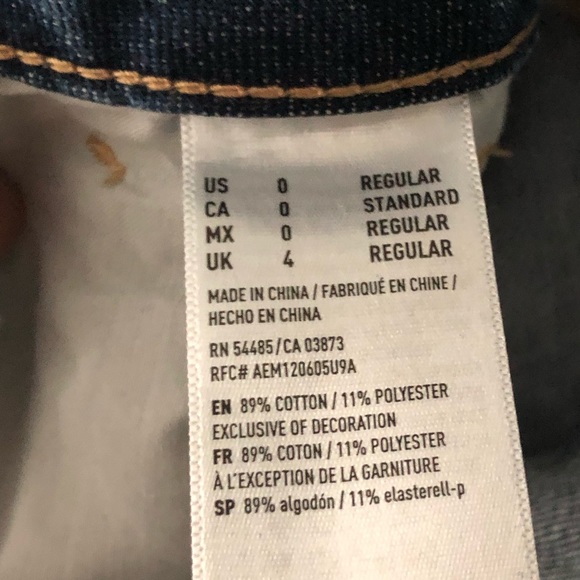 US 0 REGULAR
CA 0 STANDARD
MX 0 REGULAR
UK 4 REGULAR
MADE IN CHINA / FABRIQUÉ EN CHINE /
HECHO EN CHINA
RN 54485/CA 03873
RFC# AEM120605U9A
EN 89% COTTON / 11% POLYESTER
EXCLUSIVE OF DECORATION
FR 89% COTON / 11% POLYESTER
À L'EXCEPTION DE LA GARNITURE
SP 89% algodón / 11% elasterell-p